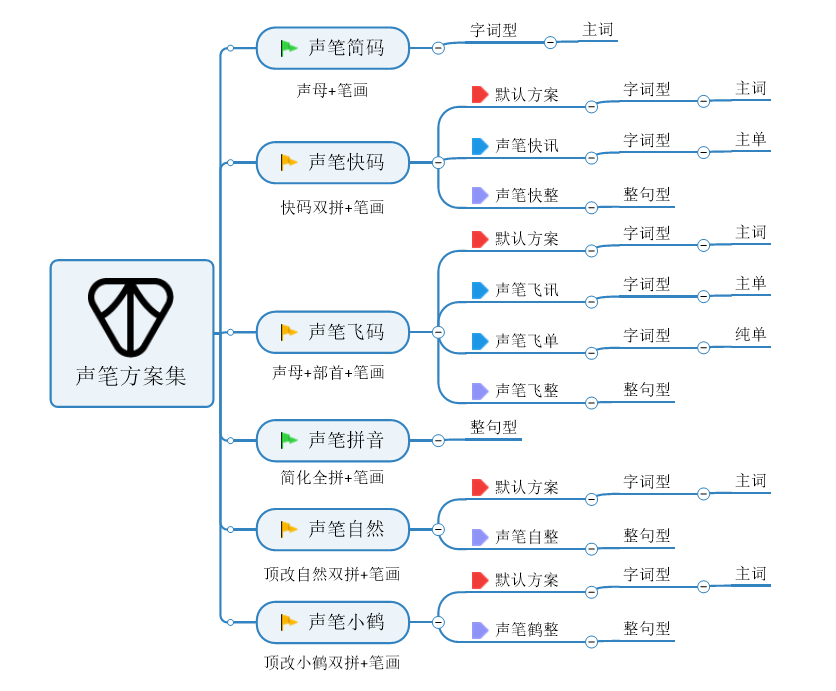 声笔方案集
声笔简码
声母+笔画
字词型
主词
声笔快码
快码双拼+笔画
默认方案
字词型
主词
声笔快讯
字词型
主单
声笔快整
整句型
声笔飞码
声母+部首+笔画
默认方案
字词型
主词
声笔飞讯
字词型
主单
声笔飞单
字词型
纯单
声笔飞整
整句型
声笔拼音
简化全拼+笔画
整句型
声笔自然
顶改自然双拼+笔画
默认方案
字词型
主词
声笔自整
整句型
声笔小鹤
顶改小鹤双拼+笔画
默认方案
字词型
主词
声笔鹤整
整句型